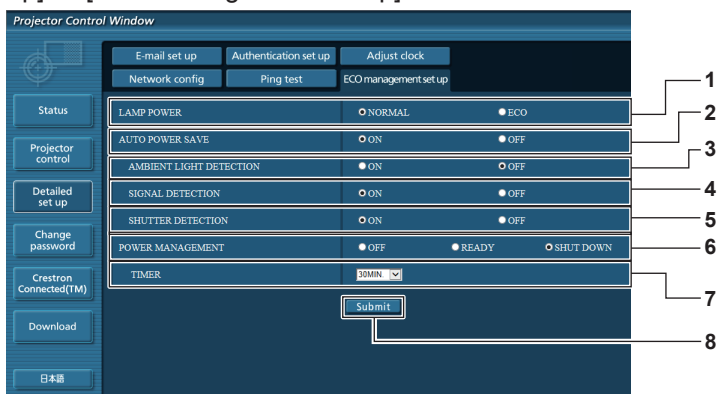 Projector Control Window
E-mail set up Authentication set up Adjust clock
Network config Ping test ECO management set up
Status
Projector control
Detailed set up
Change password
Crestron Connected(TM)
Download
日本語
LAMP POWER NORMAL ECO
AUTO POWER SAVE ON OFF
AMBIENT LIGHT DETECTION ON OFF
SIGNAL DETECTION ON OFF
SHUTTER DETECTION ON OFF
POWER MANAGEMENT OFF READY SHUT DOWN
TIMER 30MIN
Submit
1
2
3
4
5
6
7
8